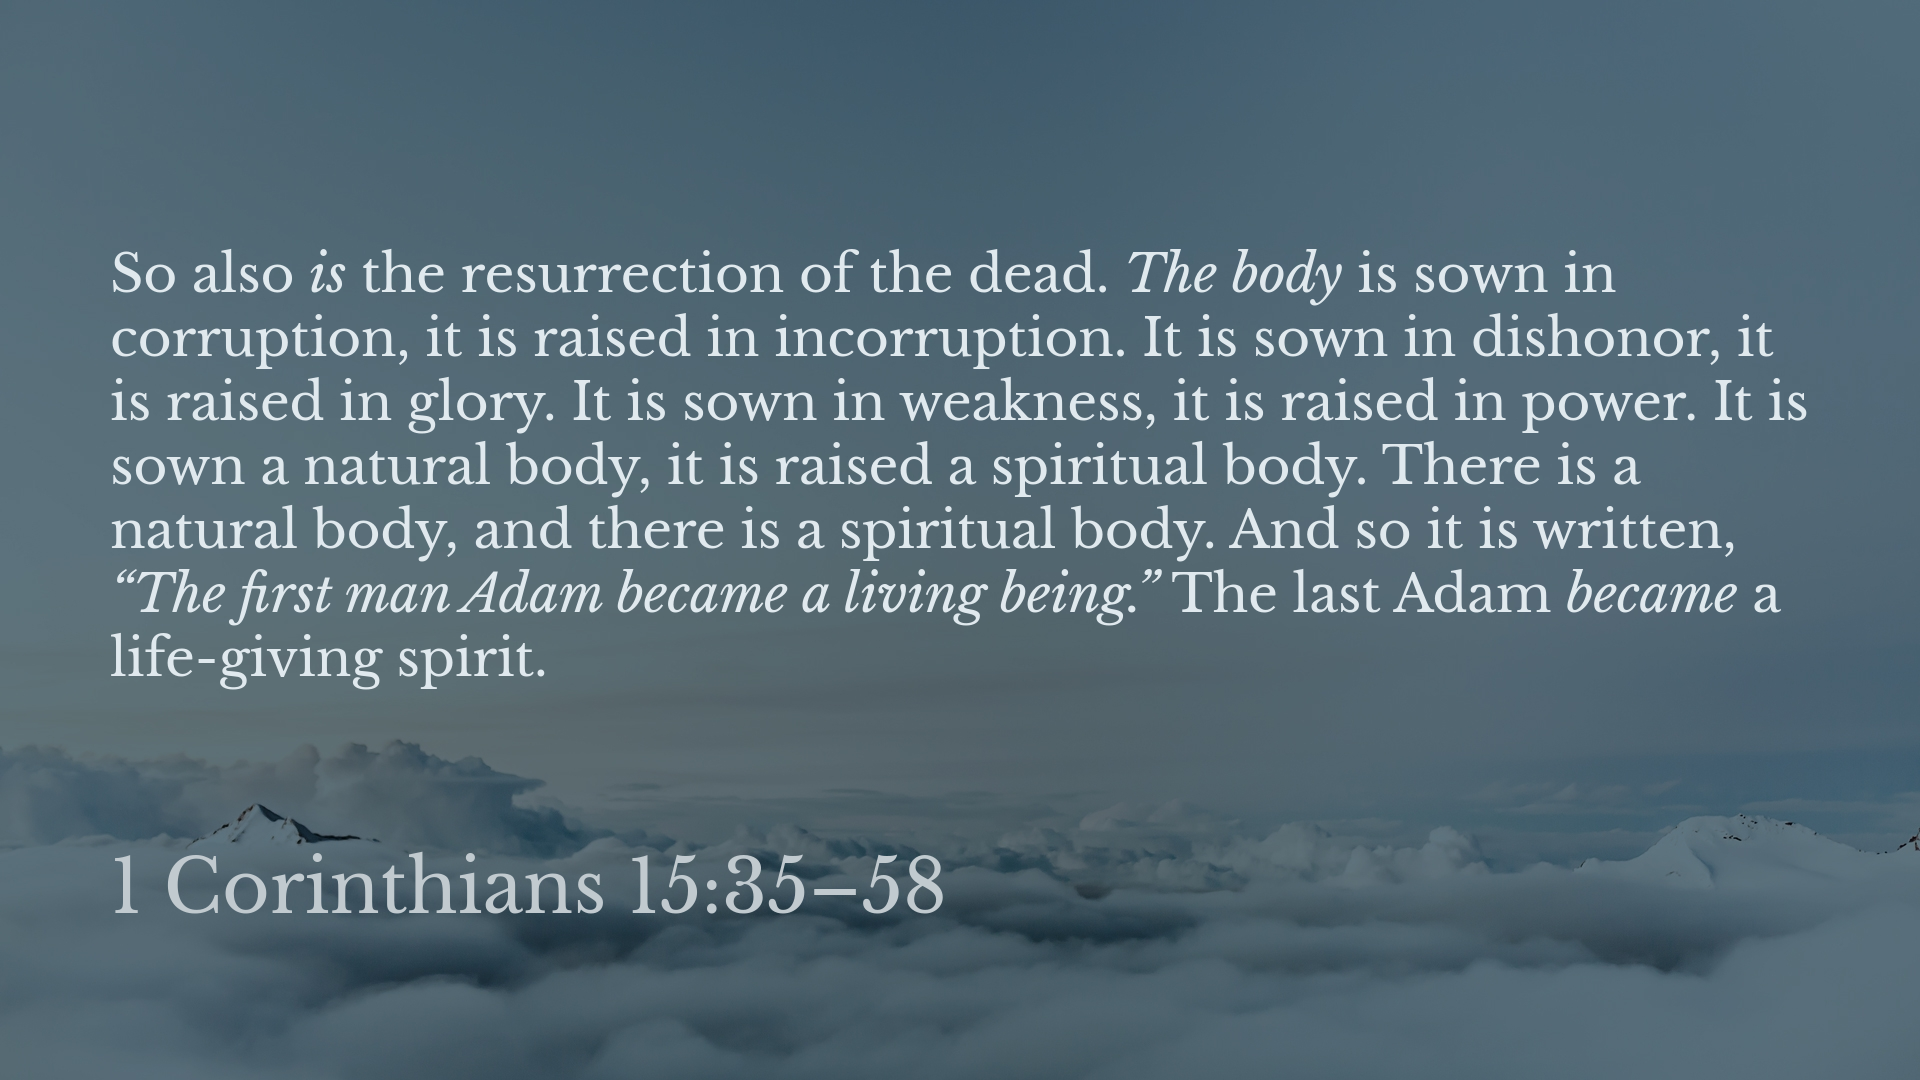 So also is the resurrection of the dead. The body is sown in
corruption, it is raised in incorruption. It is sown in dishonor, it
is raised in glory. It is sown in weakness, it is raised in power. It is
sown a natural body, it is raised a spiritual body. There is a
natural body, and there is a spiritual body. And so it is written,
“The first man Adam became a living being.” The last Adam became a
life-giving spirit.
1 Corinthians 15:35–58